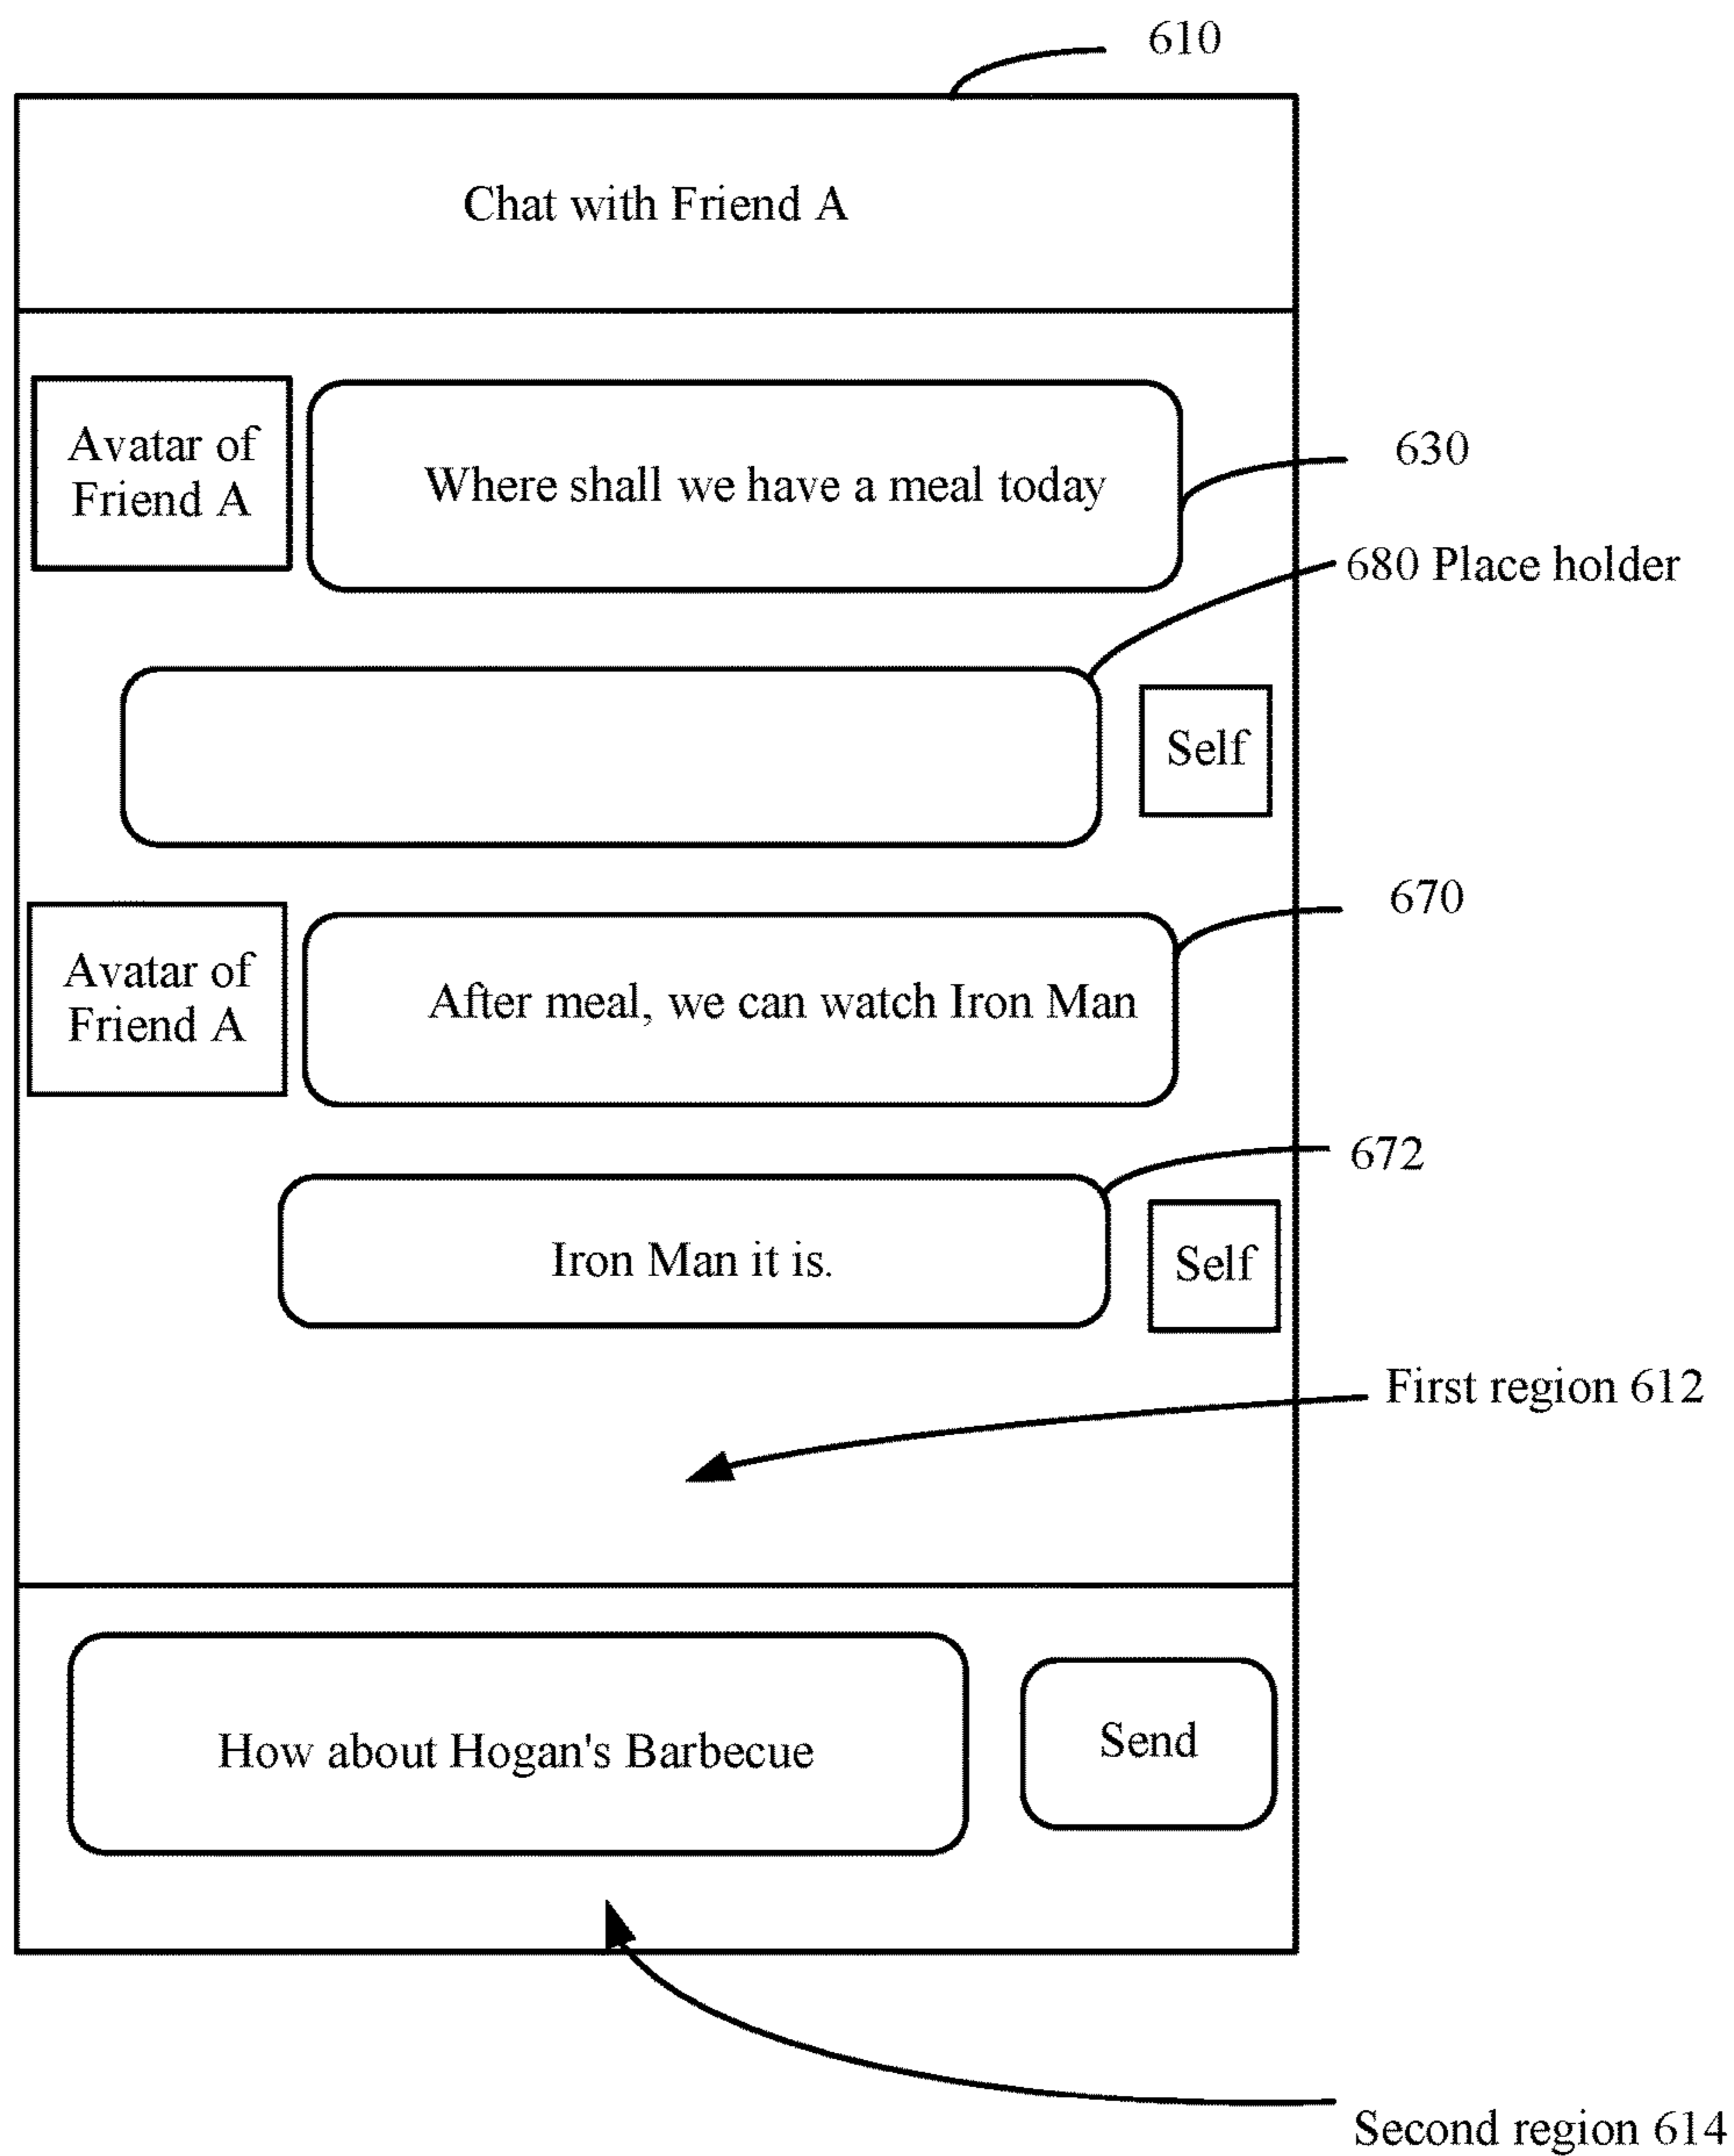 610
Chat with Friend A
Avatar of
Friend A
Where shall we have a meal today
630
680 Place holder
Self
670
Avatar of
Friend A
After meal, we can watch Iron Man
672
Iron Man it is.
Self
First region 612
How about Hogan's Barbecue
Send
Second region 614